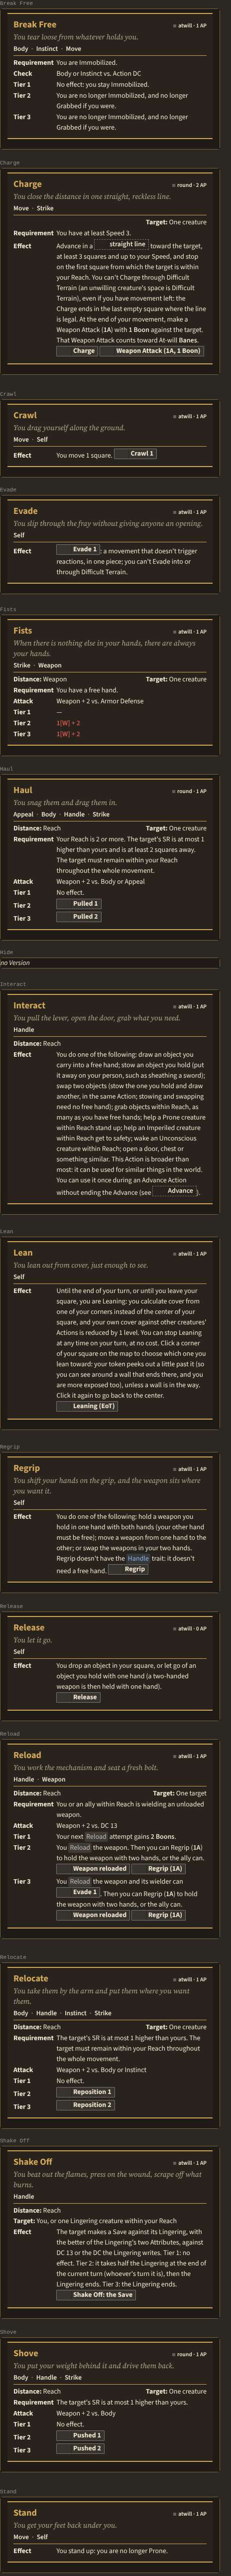 Break Free
Break Free
■ atwill · 1 AP
You tear loose from whatever holds you.
Body · Instinct · Move
Requirement You are Immobilized.
Check Body or Instinct vs. Action DC
Tier 1 No effect: you stay Immobilized.
Tier 2 You are no longer Immobilized, and no longer
Grabbed if you were.
Tier 3 You are no longer Immobilized, and no longer
Grabbed if you were.
Charge
Charge
■ round · 2 AP
You close the distance in one straight, reckless line.
Move · Strike
Target: One creature
Requirement You have at least Speed 3.
Effect Advance in a straight line toward the target,
at least 3 squares and up to your Speed, and stop
on the first square from which the target is within
your Reach. You can't Charge through Difficult
Terrain (an unwilling creature's space is Difficult
Terrain), even if you have movement left: the
Charge ends in the last empty square where the line
is legal. At the end of your movement, make a
Weapon Attack (1A) with 1 Boon against the target.
That Weapon Attack counts toward At-will Banes.
Charge Weapon Attack (1A, 1 Boon)
Crawl
Crawl
■ atwill · 1 AP
You drag yourself along the ground.
Move · Self
Effect You move 1 square. Crawl 1
Evade
Evade
■ atwill · 1 AP
You slip through the fray without giving anyone an opening.
Self
Effect Evade 1 : a movement that doesn't trigger
reactions, in one piece; you can't Evade into or
through Difficult Terrain.
Fists
Fists
■ atwill · 1 AP
When there is nothing else in your hands, there are always
your hands.
Strike · Weapon
Distance: Weapon Target: One creature
Requirement You have a free hand.
Attack Weapon + 2 vs. Armor Defense
Tier 1 —
Tier 2 1[W] + 2
Tier 3 1[W] + 2
Haul
Haul
■ round · 1 AP
You snag them and drag them in.
Appeal · Body · Handle · Strike
Distance: Reach Target: One creature
Requirement Your Reach is 2 or more. The target's SR is at most 1
higher than yours and is at least 2 squares away.
The target must remain within your Reach
throughout the whole movement.
Attack Weapon + 2 vs. Body or Appeal
Tier 1 No effect.
Tier 2 Pulled 1
Tier 3 Pulled 2
Hide
no Version
Interact
Interact
■ atwill · 1 AP
You pull the lever, open the door, grab what you need.
Handle
Distance: Reach
Effect You do one of the following: draw an object you
carry into a free hand; stow an object you hold (put
it away on your person, such as sheathing a sword);
swap two objects (stow the one you hold and draw
another, in the same Action; stowing and swapping
need no free hand); grab objects within Reach, as
many as you have free hands; help a Prone creature
within Reach stand up; help an Imperiled creature
within Reach get to safety; wake an Unconscious
creature within Reach; open a door, chest or
something similar. This Action is broader than
most: it can be used for similar things in the world.
You can use it once during an Advance Action
without ending the Advance (see Advance ).
Lean
Lean
■ atwill · 1 AP
You lean out from cover, just enough to see.
Self
Effect Until the end of your turn, or until you leave your
square, you are Leaning: you calculate cover from
one of your corners instead of the center of your
square, and your own cover against other creatures'
Actions is reduced by 1 level. You can stop Leaning
at any time on your turn, at no cost. Click a corner
of your square on the map to choose which one you
lean toward: your token peeks out a little past it (so
you can see around a wall that ends there, and you
are more exposed too), unless a wall is in the way.
Click it again to go back to the center.
Leaning (EoT)
Regrip
Regrip
■ atwill · 1 AP
You shift your hands on the grip, and the weapon sits where
you want it.
Self
Effect You do one of the following: hold a weapon you
hold in one hand with both hands (your other hand
must be free); move a weapon from one hand to the
other; or swap the weapons in your two hands.
Regrip doesn't have the Handle trait: it doesn't
need a free hand. Regrip
Release
Release
■ atwill · 0 AP
You let it go.
Self
Effect You drop an object in your square, or let go of an
object you hold with one hand (a two-handed
weapon is then held with one hand).
Release
Reload
Reload
■ atwill · 1 AP
You work the mechanism and seat a fresh bolt.
Handle · Weapon
Distance: Reach Target: One target
Requirement You or an ally within Reach is wielding an unloaded
weapon.
Attack Weapon + 2 vs. DC 13
Tier 1 Your next Reload attempt gains 2 Boons.
Tier 2 You Reload the weapon. Then you can Regrip (1A)
to hold the weapon with two hands, or the ally can.
Weapon reloaded Regrip (1A)
Tier 3 You Reload the weapon and its wielder can
Evade 1 . Then you can Regrip (1A) to hold
the weapon with two hands, or the ally can.
Weapon reloaded Regrip (1A)
Relocate
Relocate
■ atwill · 1 AP
You take them by the arm and put them where you want
them.
Body · Handle · Instinct · Strike
Distance: Reach Target: One creature
Requirement The target's SR is at most 1 higher than yours. The
target must remain within your Reach throughout
the whole movement.
Attack Weapon + 2 vs. Body or Instinct
Tier 1 No effect.
Tier 2 Reposition 1
Tier 3 Reposition 2
Shake Off
Shake Off
■ atwill · 1 AP
You beat out the flames, press on the wound, scrape off what
burns.
Handle
Distance: Reach
Target: You, or one Lingering creature within your Reach
Effect The target makes a Save against its Lingering, with
the better of the Lingering's two Attributes, against
DC 13 or the DC the Lingering writes. Tier 1: no
effect. Tier 2: it takes half the Lingering at the end of
the current turn (whoever's turn it is), then the
Lingering ends. Tier 3: the Lingering ends.
Shake Off: the Save
Shove
Shove
■ round · 1 AP
You put your weight behind it and drive them back.
Body · Handle · Strike
Distance: Reach Target: One creature
Requirement The target's SR is at most 1 higher than yours.
Attack Weapon + 2 vs. Body
Tier 1 No effect.
Tier 2 Pushed 1
Tier 3 Pushed 2
Stand
Stand
■ atwill · 1 AP
You get your feet back under you.
Move · Self
Effect You stand up: you are no longer Prone.